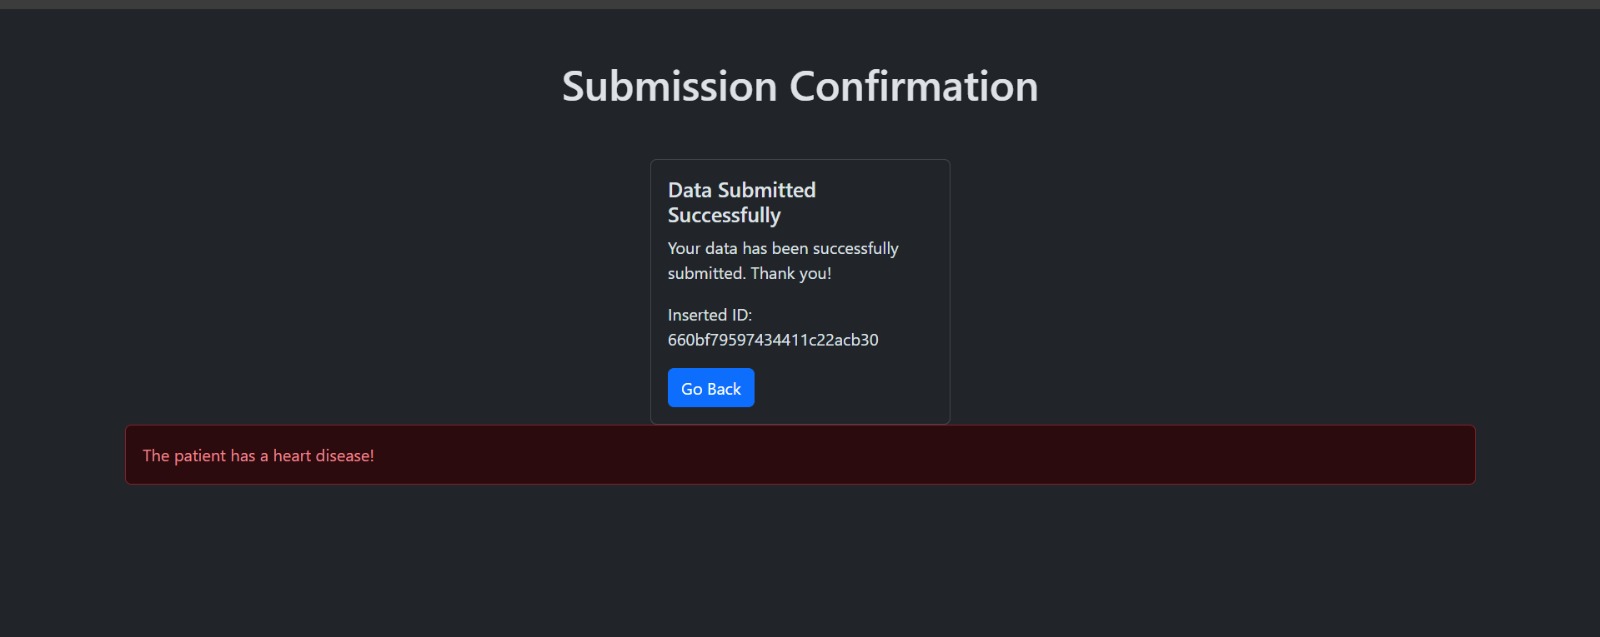 Submission Confirmation
Data Submitted
Successfully
Your data has been successfully
submitted. Thank you!
Inserted ID:
660bf79597434411c22acb30
Go Back
The patient has a heart disease!